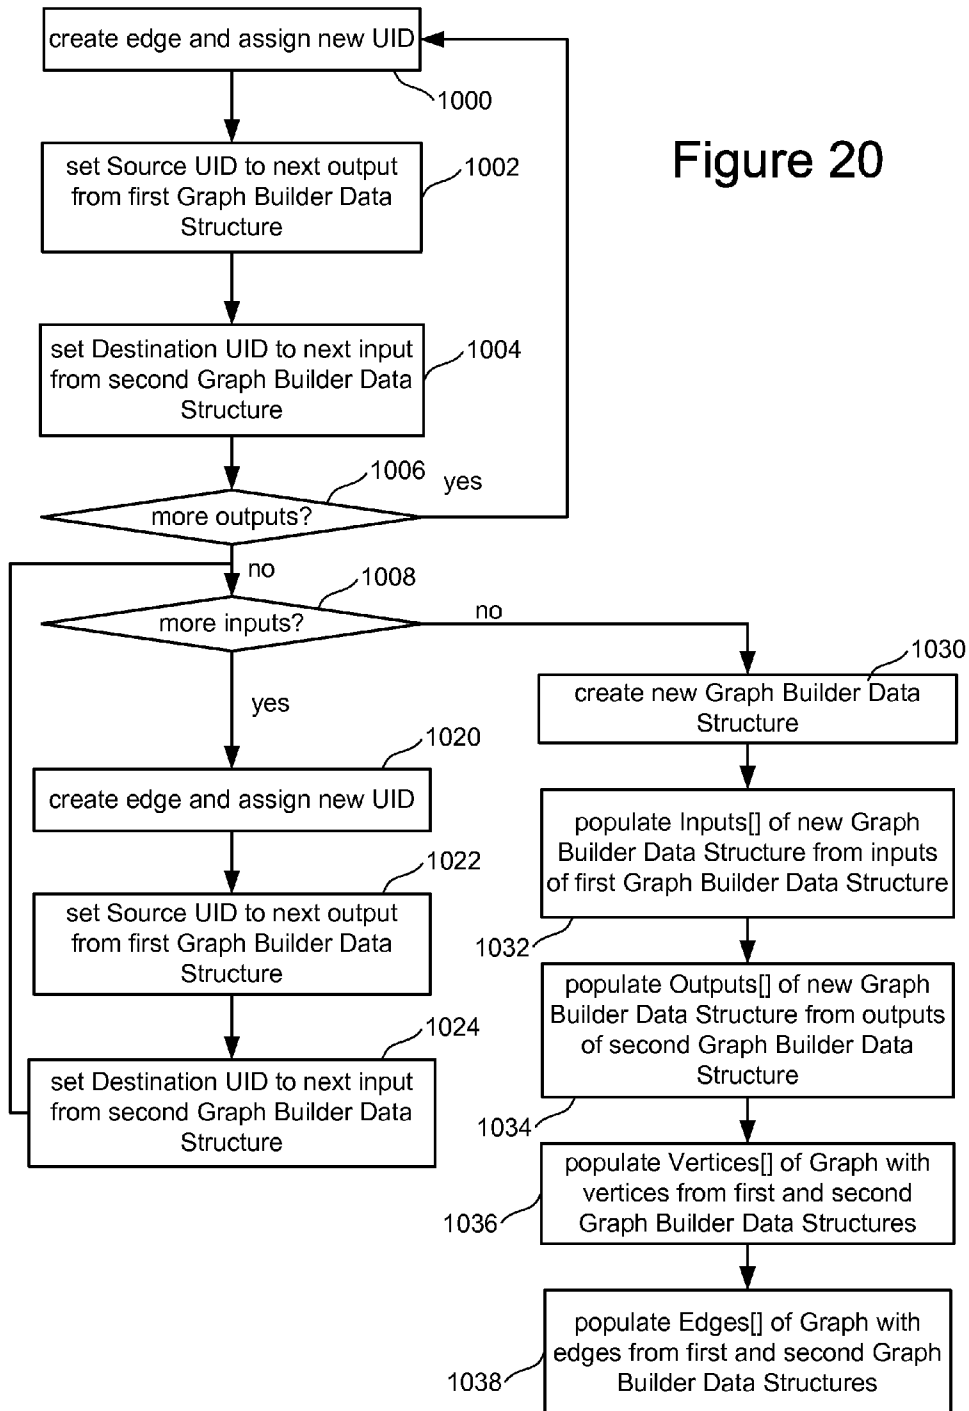 create edge and assign new UID
1000
Figure 20
set Source UID to next output
from first Graph Builder Data
Structure
1002
set Destination UID to next input
from second Graph Builder Data
Structure
1004
1006
yes
more outputs?
no
1008
more inputs?
no
yes
1020
create edge and assign new UID
1022
set Source UID to next output
from first Graph Builder Data
Structure
1024
set Destination UID to next input
from second Graph Builder Data
Structure
1030
create new Graph Builder Data
Structure
populate Inputs[] of new Graph
Builder Data Structure from inputs
of first Graph Builder Data Structure
1032
populate Outputs[] of new Graph
Builder Data Structure from outputs
of second Graph Builder Data
Structure
1034
populate Vertices[] of Graph with
vertices from first and second
Graph Builder Data Structures
1036
populate Edges[] of Graph with
edges from first and second Graph
Builder Data Structures
1038